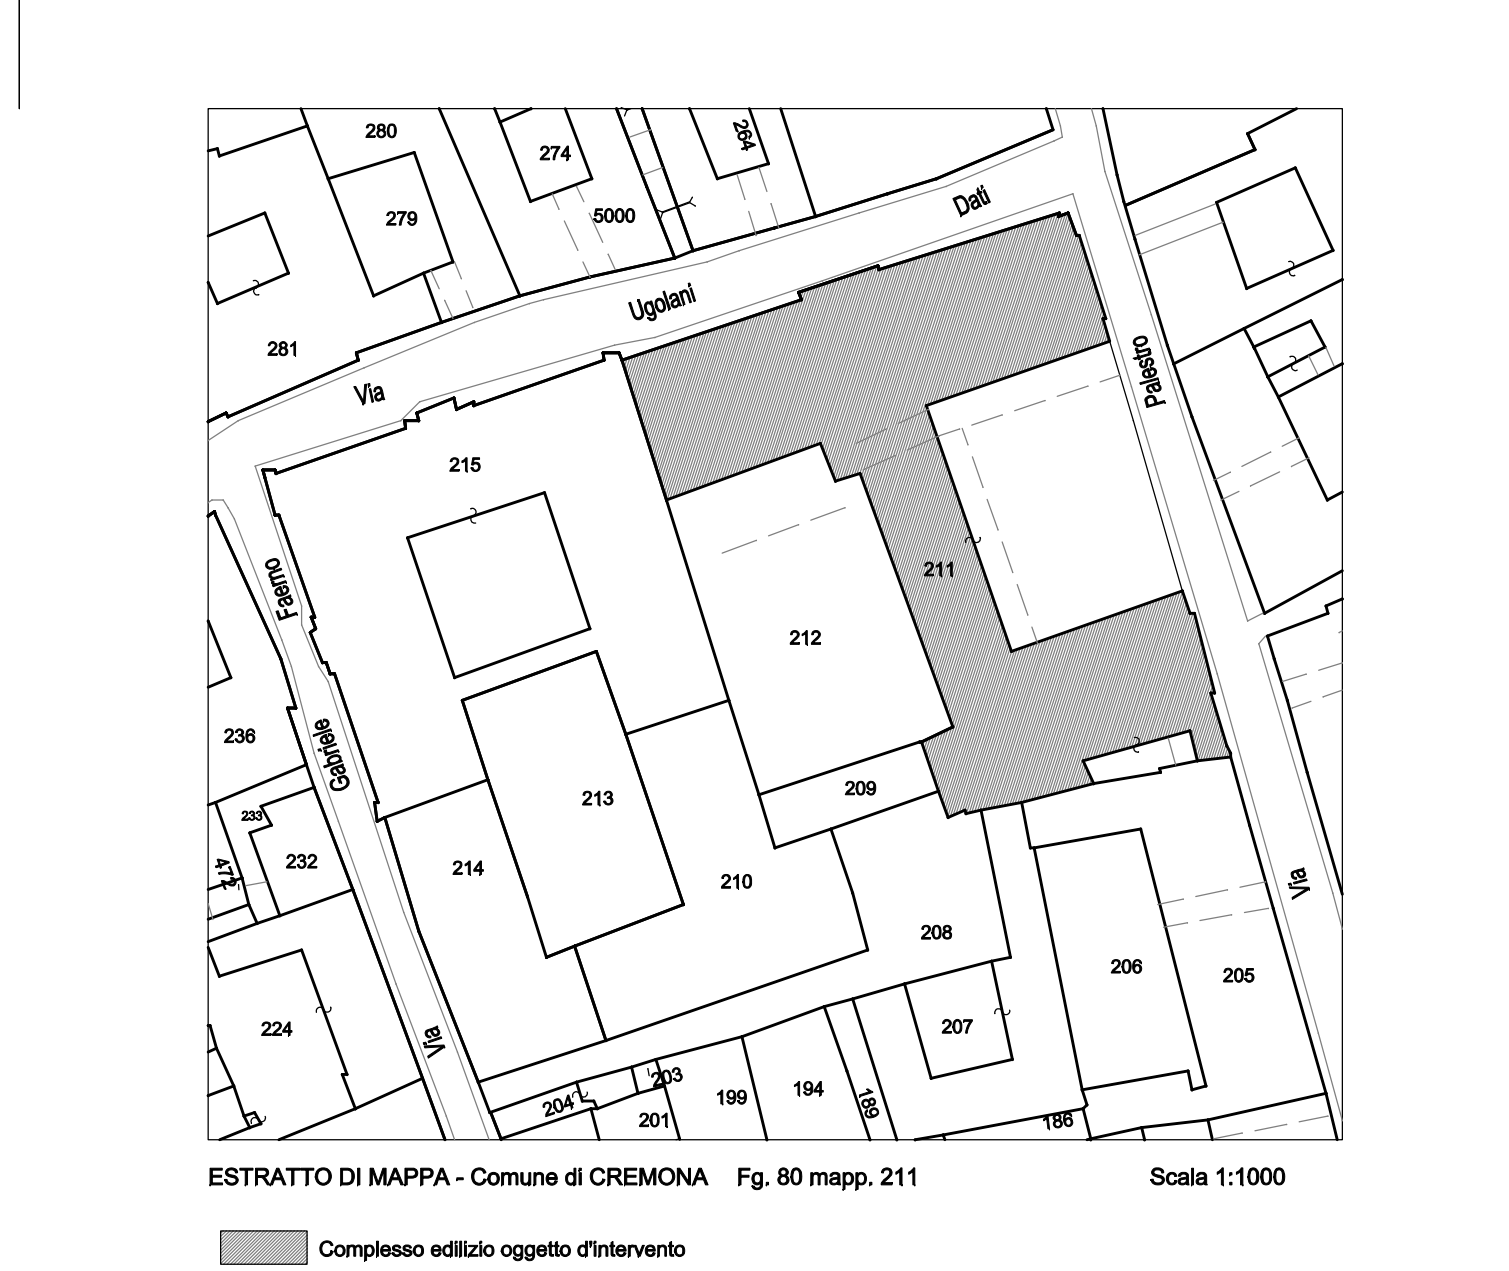 280
274
264
279
5000
Dati
Ugolani
281
Via
Palestro
215
Faerno
211
212
236
Gabriele
209
213
233
232
472
214
210
Via
208
206
205
224
207
Via
203
204
199
194
189
201
186
ESTRATTO DI MAPPA - Comune di CREMONA Fg. 80 mapp. 211 Scala 1:1000
Complesso edilizio oggetto d'intervento